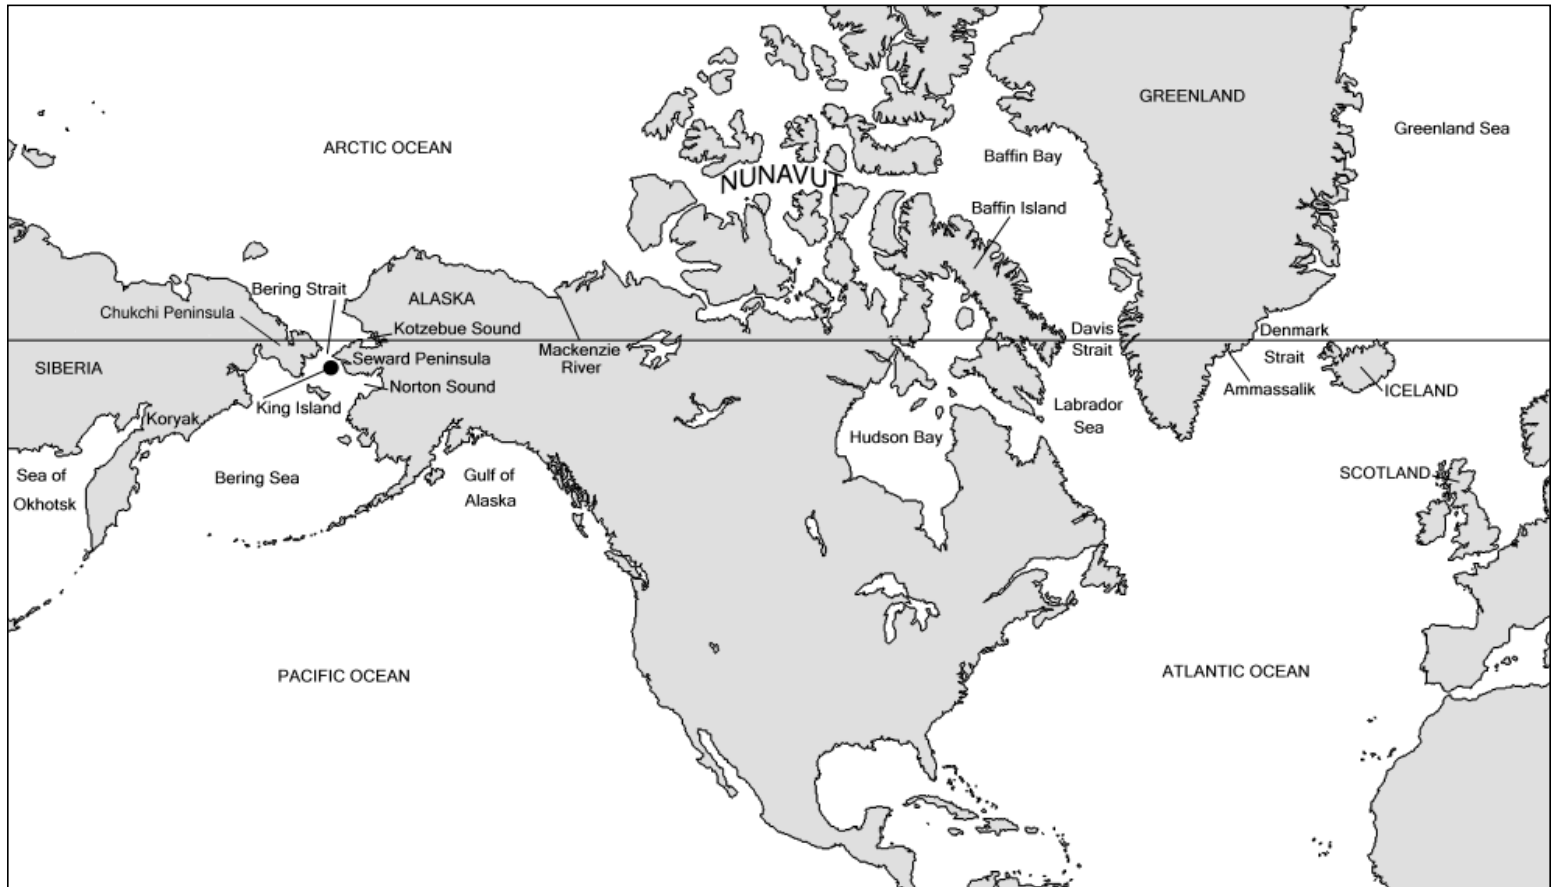 GREENLAND
Greenland Sea
ARCTIC OCEAN
Baffin Bay
NUNAVUT
Baffin Island
Bering Strait
ALASKA
Chukchi Peninsula
Kotzebue Sound
Davis
Strait
Denmark
Strait
Mackenzie
River
Seward Peninsula
SIBERIA
Norton Sound
Ammassalik
ICELAND
King Island
Koryak
Labrador
Sea
Hudson Bay
Sea of
Okhotsk
Bering Sea
Gulf of
Alaska
SCOTLAND
PACIFIC OCEAN
ATLANTIC OCEAN